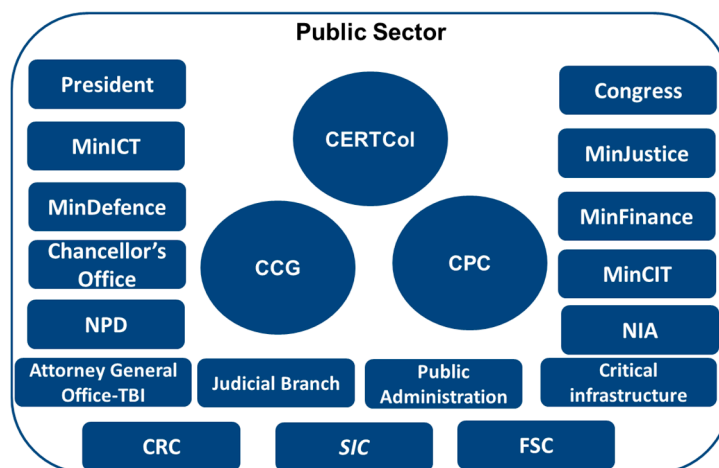 Public Sector
President
MinICT
MinDefence
Chancellor's
Office
NPD
CERTCol
CCG
CPC
Congress
MinJustice
MinFinance
MinCIT
NIA
Attorney General
Office-TBI
Judicial Branch
Public
Administration
Critical
infrastructure
CRC
SIC
FSC